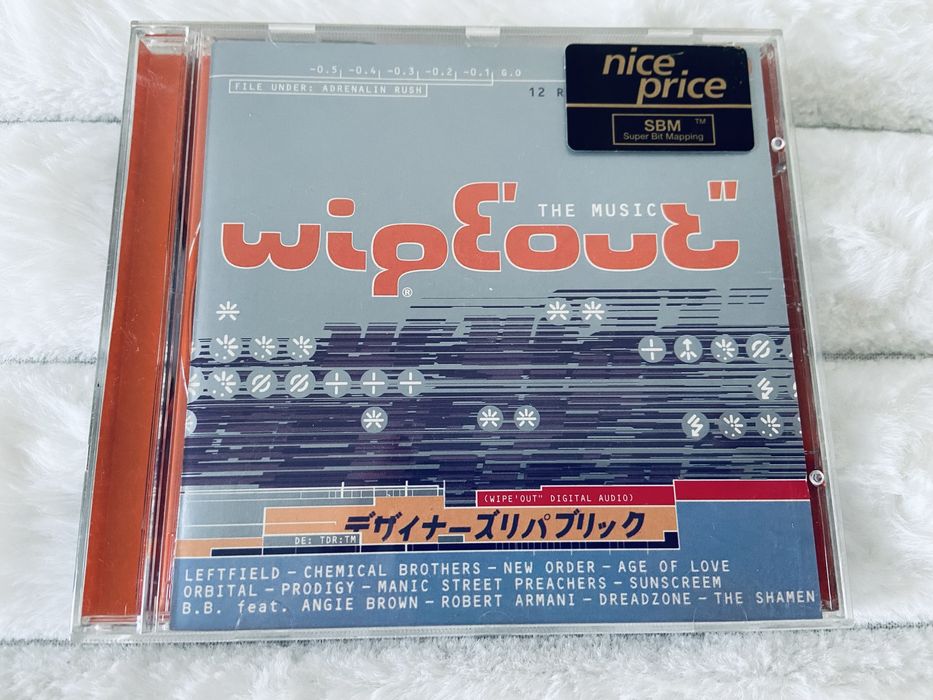 -0.5 -0.4 -0.3 -0.2 -0.1 G.0
FILE UNDER: ADRENALIN RUSH
12
nice
price
SBM ™
Super Bit Mapping
THE MUSIC
wipE'out"
®
(WIPE'OUT" DIGITAL AUDIO)
デザイナーズリパブリック
DE: TDR:TM
LEFTFIELD – CHEMICAL BROTHERS – NEW ORDER – AGE OF LOVE
ORBITAL – PRODIGY – MANIC STREET PREACHERS – SUNSCREEM
B.B. feat. ANGIE BROWN – ROBERT ARMANI – DREADZONE – THE SHAMEN